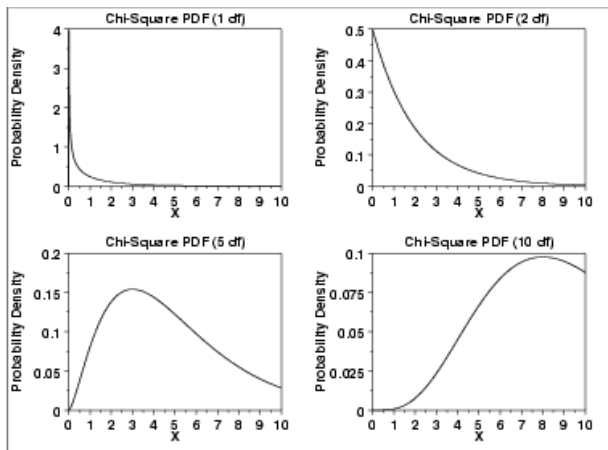 Chi-Square PDF (1 df)
Probability Density
4
3
2
1
0
0 1 2 3 4 5 6 7 8 9 10
X
Chi-Square PDF (2 df)
Probability Density
0.5
0.4
0.3
0.2
0.1
0
0 1 2 3 4 5 6 7 8 9 10
X
Chi-Square PDF (5 df)
Probability Density
0.2
0.15
0.1
0.05
0
0 1 2 3 4 5 6 7 8 9 10
X
Chi-Square PDF (10 df)
Probability Density
0.1
0.075
0.05
0.025
0
0 1 2 3 4 5 6 7 8 9 10
X